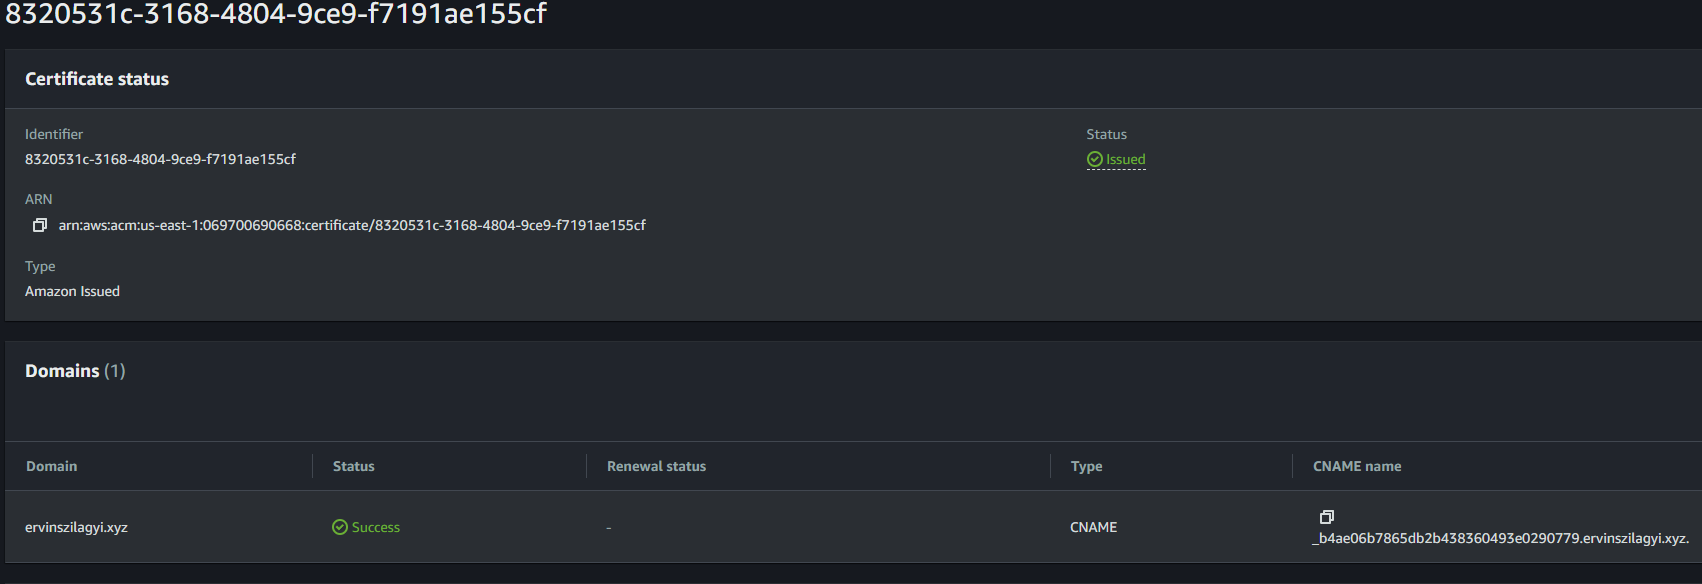 8320531c-3168-4804-9ce9-f7191ae155cf
Certificate status
Identifier
8320531c-3168-4804-9ce9-f7191ae155cf
Status
Issued
ARN
arn:aws:acm:us-east-1:069700690668:certificate/8320531c-3168-4804-9ce9-f7191ae155cf
Type
Amazon Issued
Domains (1)
Domain Status Renewal status Type CNAME name
ervinszilagyi.xyz Success - CNAME
_b4ae06b7865db2b438360493e0290779.ervinszilagyi.xyz.